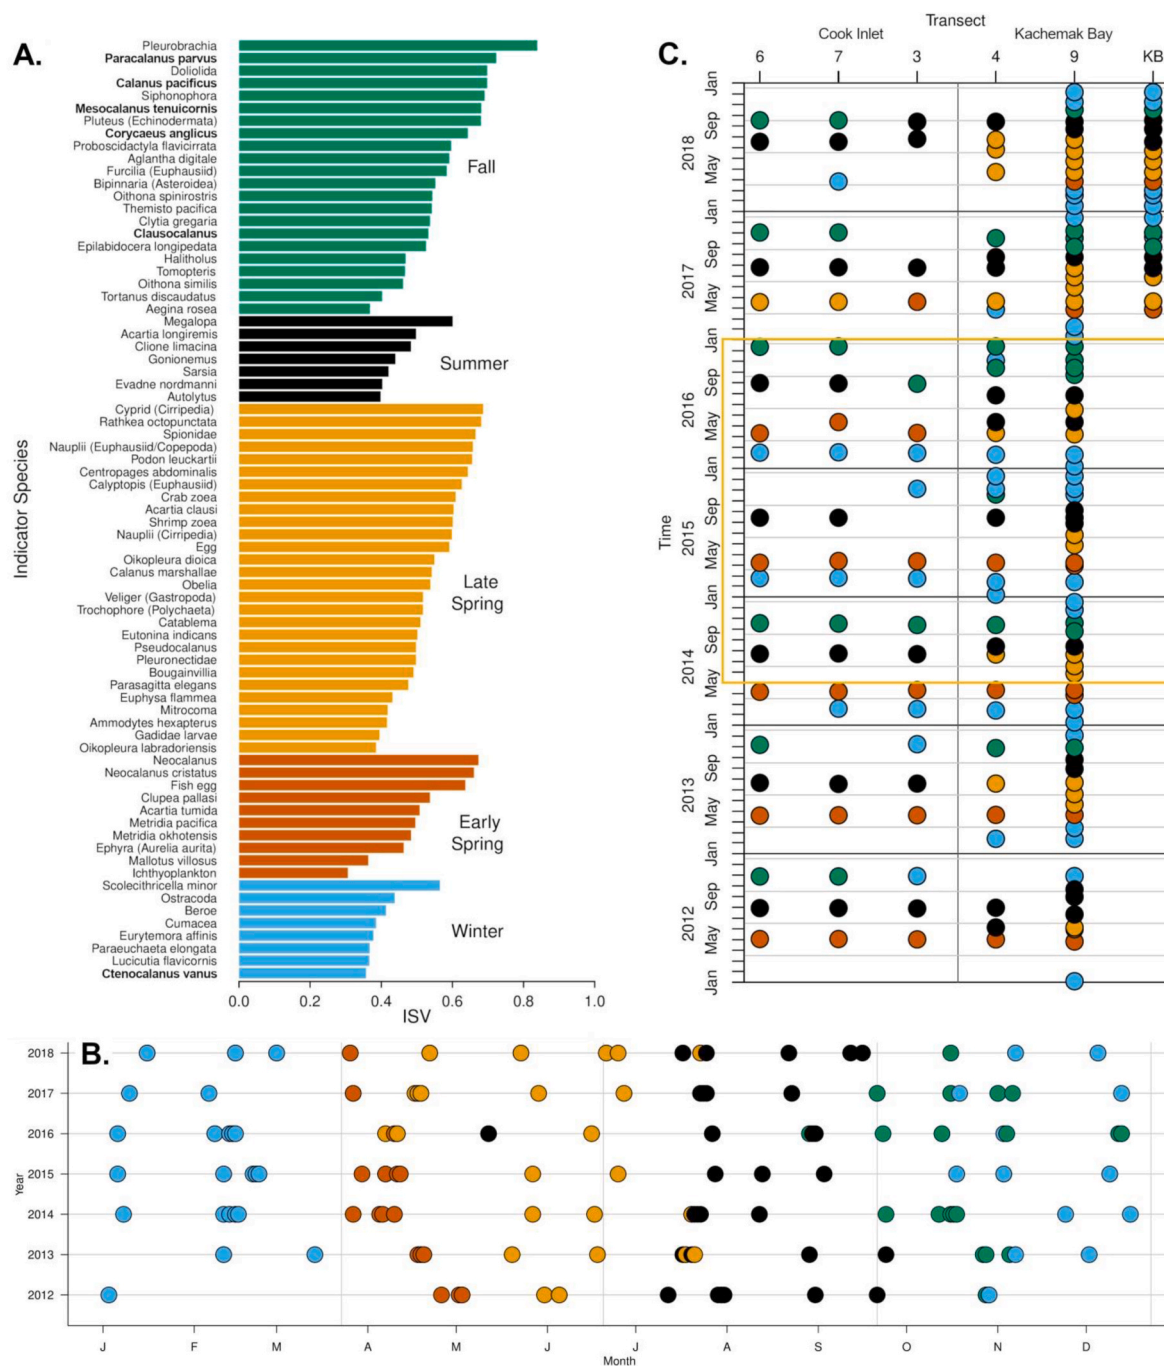 A.
Indicator Species
Pleurobrachia
Paracalanus parvus
Doliolida
Calanus pacificus
Siphonophora
Mesocalanus tenuicornis
Pluteus (Echinodermata)
Corycaeus anglicus
Proboscidactyla flavicirrata
Aglantha digitale
Furcilia (Euphausiid)
Bipinnaria (Asteroidea)
Oithona spinirostris
Themisto pacifica
Clytia gregaria
Clausocalanus
Epilabidocera longipedata
Halitholus
Tomopteris
Oithona similis
Tortanus discaudatus
Aegina rosea
Megalopa
Acartia longiremis
Clione limacina
Gonionemus
Sarsia
Evadne nordmanni
Autolytus
Cyprid (Cirripedia)
Rathkea octopunctata
Spionidae
Nauplii (Euphausiid/Copepoda)
Podon leuckartii
Centropages abdominalis
Calyptopis (Euphausiid)
Crab zoea
Acartia clausi
Shrimp zoea
Nauplii (Cirripedia)
Egg
Oikopleura dioica
Calanus marshallae
Obelia
Veliger (Gastropoda)
Trochophore (Polychaeta)
Catablema
Eutonina indicans
Pseudocalanus
Pleuronectidae
Bougainvillia
Parasagitta elegans
Euphysa flammea
Mitrocoma
Ammodytes hexapterus
Gadidae larvae
Oikopleura labradoriensis
Neocalanus
Neocalanus cristatus
Fish egg
Clupea pallasi
Acartia tumida
Metridia pacifica
Metridia okhotensis
Ephyra (Aurelia aurita)
Mallotus villosus
Ichthyoplankton
Scolecithricella minor
Ostracoda
Beroe
Cumacea
Eurytemora affinis
Paraeuchaeta elongata
Lucicutia flavicornis
Ctenocalanus vanus
Fall
Summer
Late
Spring
Early
Spring
Winter
0.0 0.2 0.4 0.6 0.8 1.0
ISV
C.
Transect
Cook Inlet Kachemak Bay
6 7 3 4 9 KB
Time
Jan
Sep
2018
May
Jan
Sep
2017
May
Jan
Sep
2016
May
Jan
Sep
2015
May
Jan
Sep
2014
May
Jan
Sep
2013
May
Jan
Sep
2012
May
Jan
B.
Year
2018
2017
2016
2015
2014
2013
2012
J F M A M J J A S O N D
Month